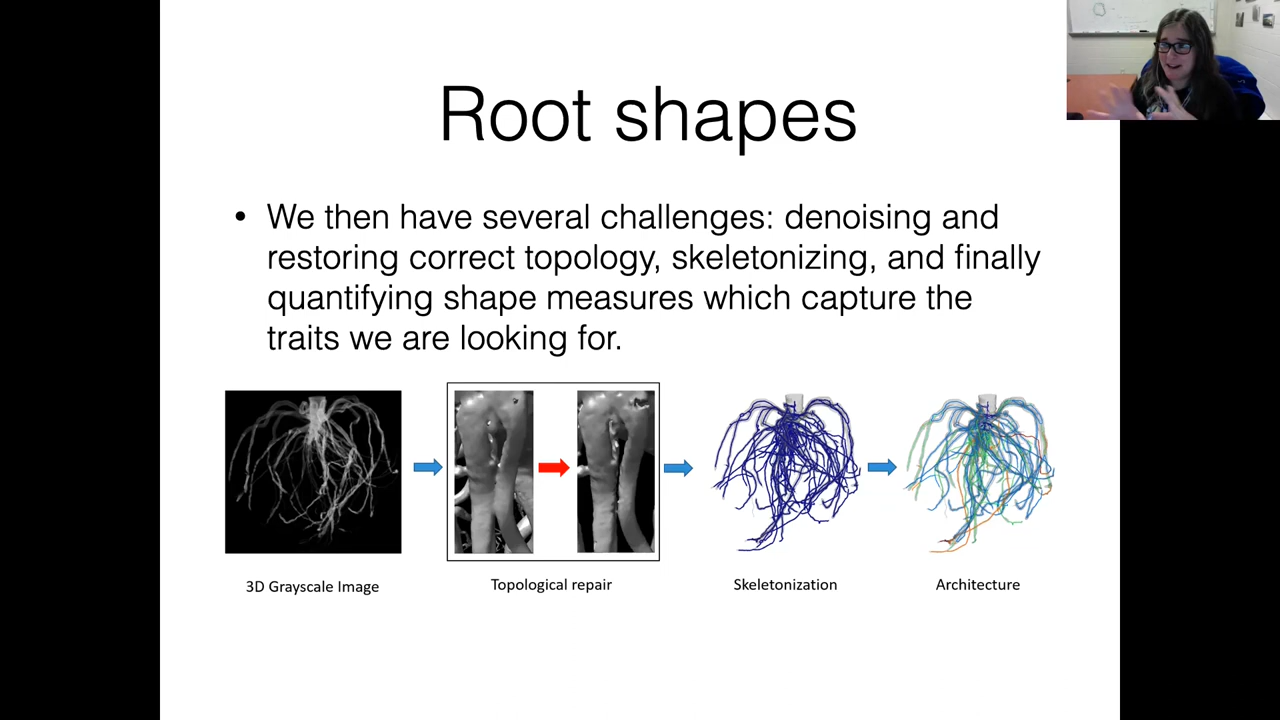 Root shapes
• We then have several challenges: denoising and
restoring correct topology, skeletonizing, and finally
quantifying shape measures which capture the
traits we are looking for.
3D Grayscale Image
Topological repair
Skeletonization
Architecture